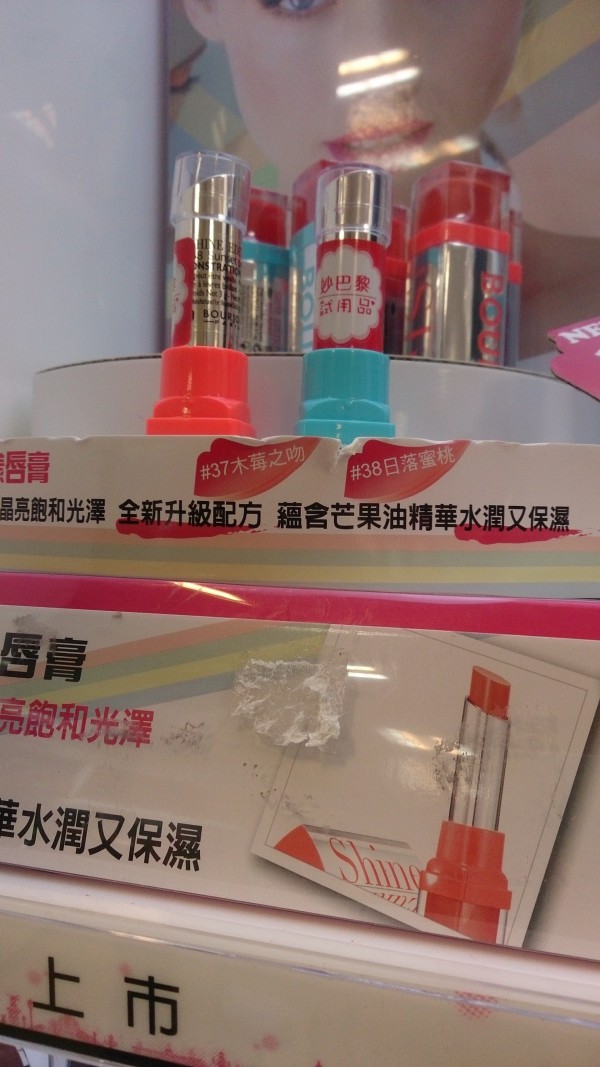 BOURJOIS
妙巴黎
試用品
BOU
NE
唇膏
#37木莓之吻
#38日落蜜桃
晶亮飽和光澤 全新升級配方 蘊含芒果油精華水潤又保濕
唇膏
亮飽和光澤
華水潤又保濕
Shine
上市